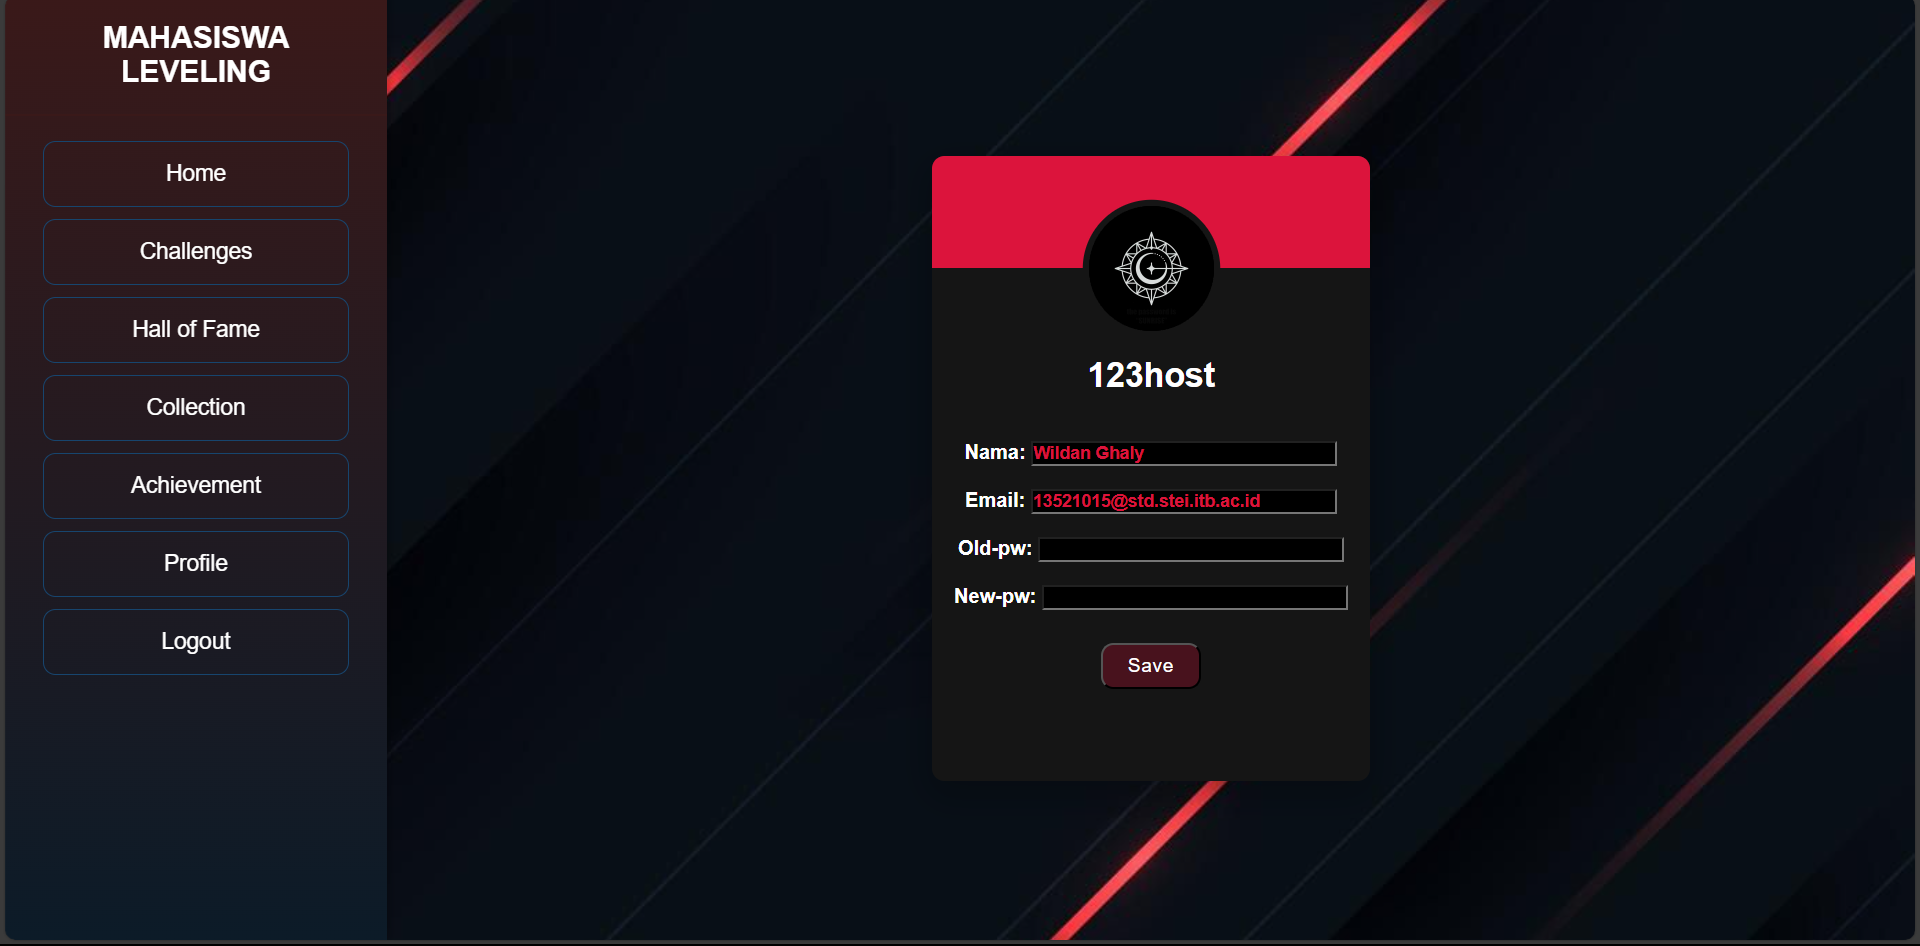 MAHASISWA
LEVELING
Home
Challenges
Hall of Fame
Collection
Achievement
Profile
Logout
123host
Nama: Wildan Ghaly
Email: 13521015@std.stei.itb.ac.id
Old-pw:
New-pw:
Save